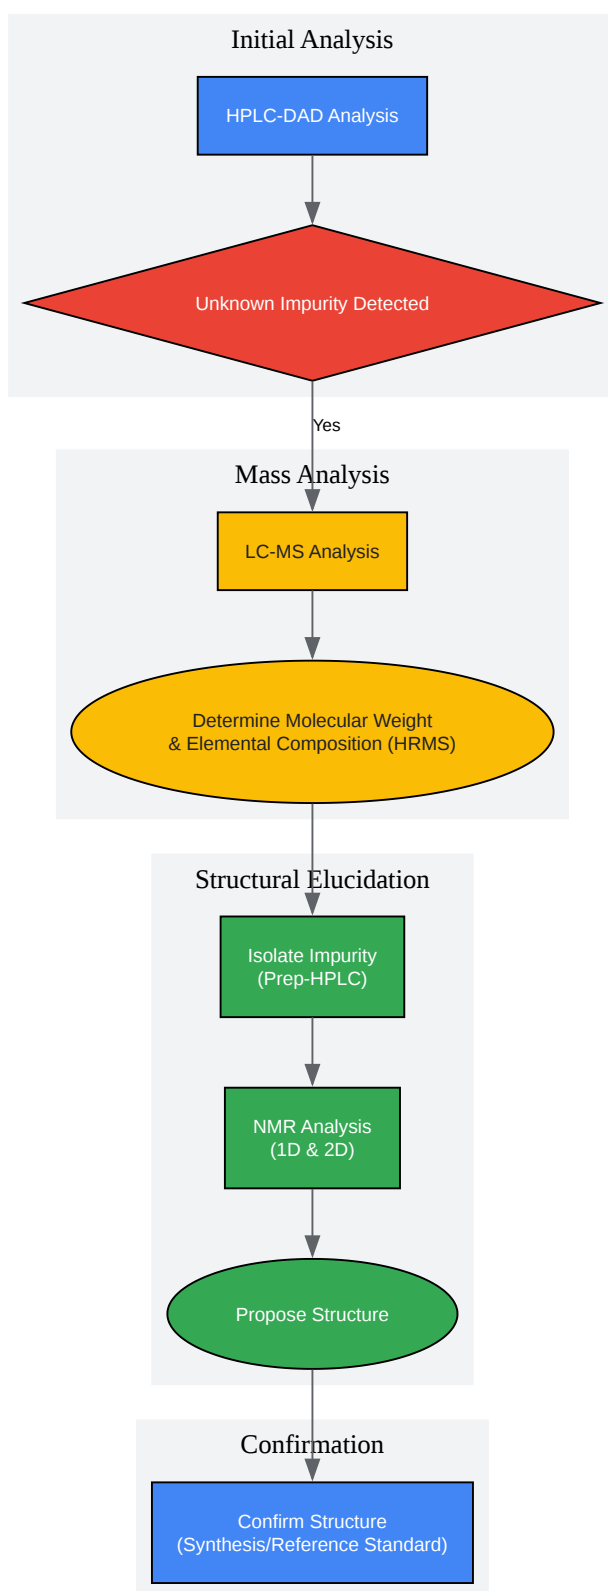 Initial Analysis
HPLC-DAD Analysis
Unknown Impurity Detected
Yes
Mass Analysis
LC-MS Analysis
Determine Molecular Weight
& Elemental Composition (HRMS)
Structural Elucidation
Isolate Impurity
(Prep-HPLC)
NMR Analysis
(1D & 2D)
Propose Structure
Confirmation
Confirm Structure
(Synthesis/Reference Standard)